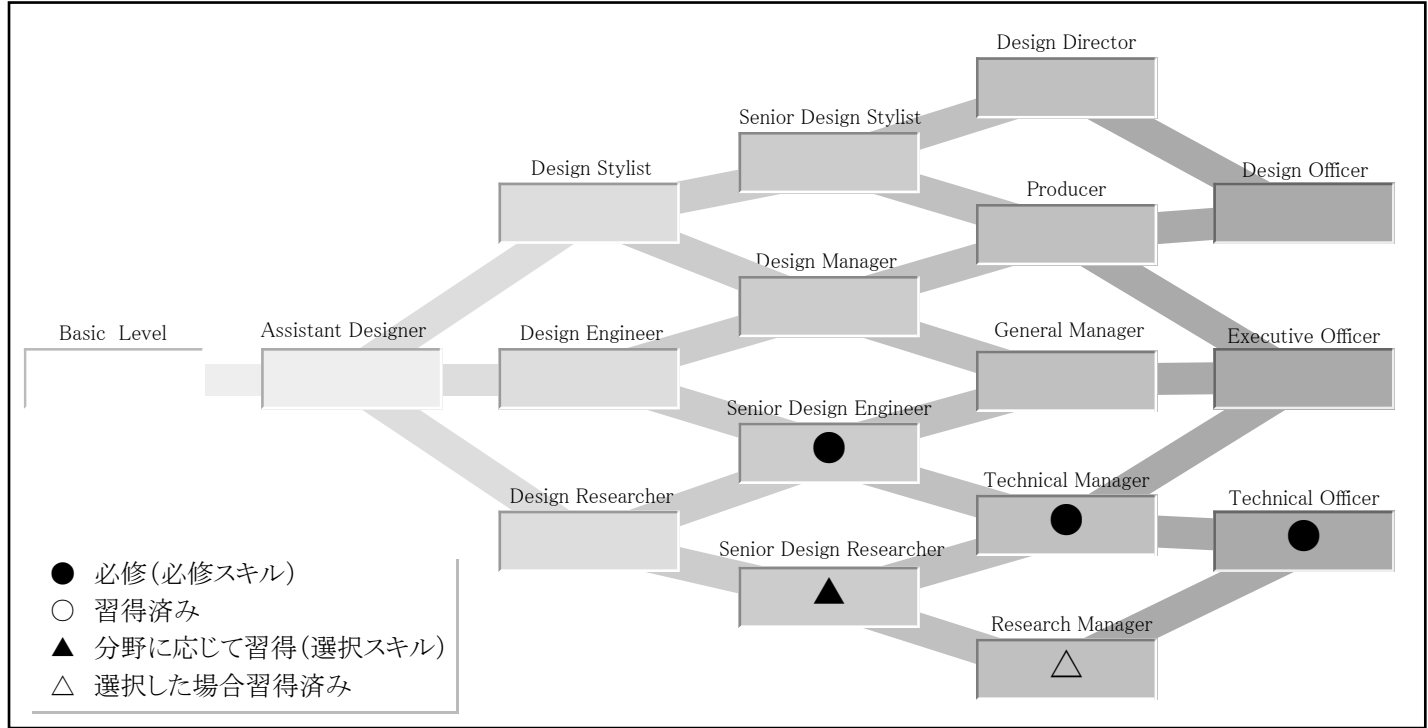 Design Director
Senior Design Stylist
Design Stylist
Design Officer
Producer
Design Manager
Basic Level
Assistant Designer
Design Engineer
General Manager
Executive Officer
Senior Design Engineer
●
Design Researcher
Technical Manager
●
Technical Officer
●
Senior Design Researcher
▲
Research Manager
△
● 必修(必修スキル)
○ 習得済み
▲ 分野に応じて習得(選択スキル)
△ 選択した場合習得済み